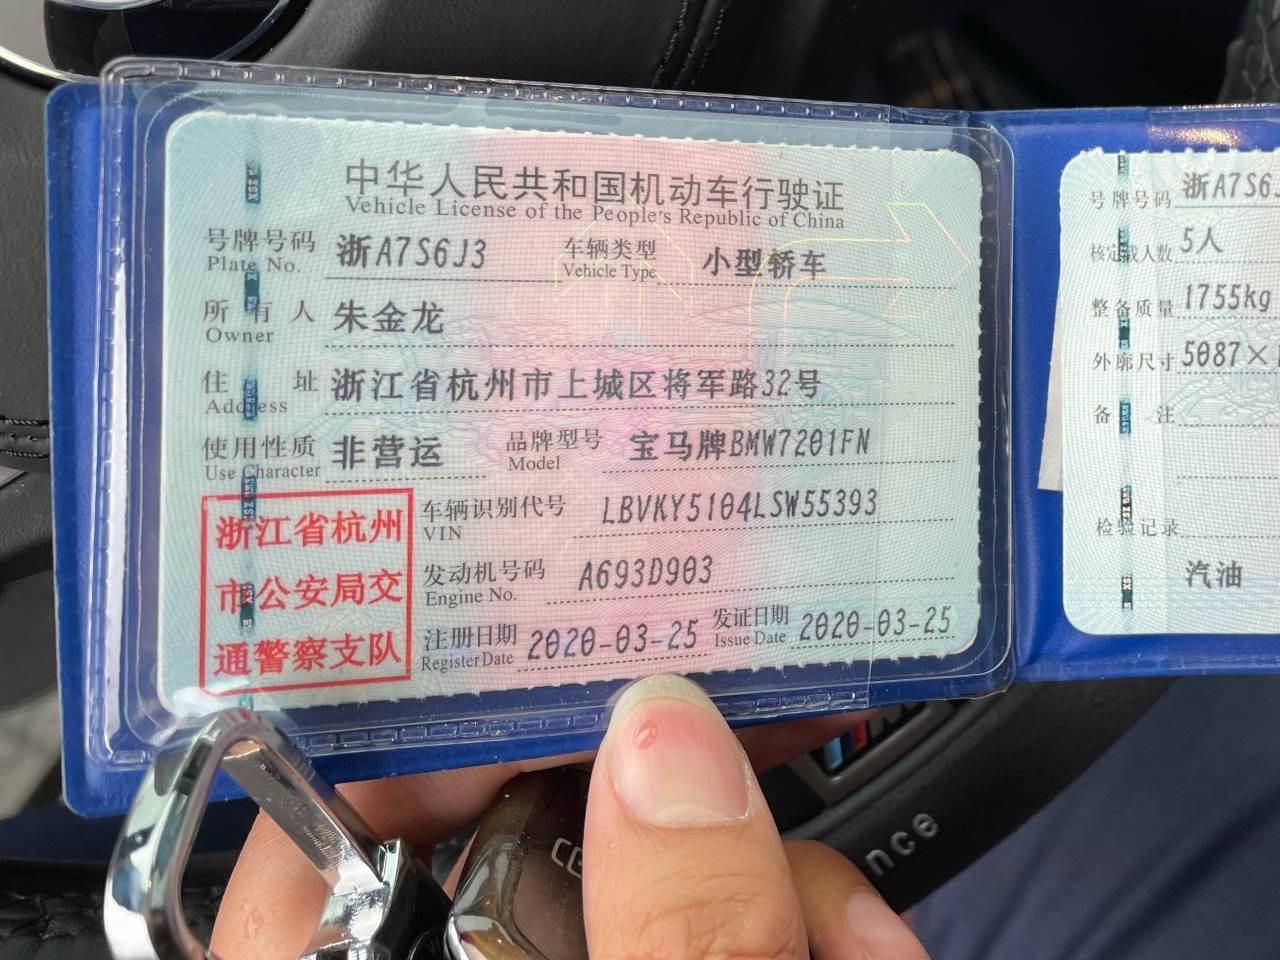 中华人民共和国机动车行驶证
Vehicle License of the People's Republic of China
号牌号码 浙A7S6J3 车辆类型 小型轿车
Plate No. Vehicle Type
所有人 朱金龙
Owner
住址 浙江省杭州市上城区将军路32号
Address
使用性质 非营运 品牌型号 宝马牌BMW7201FN
Use Character Model
浙江省杭州
市公安局交
通警察支队
车辆识别代号 LBVKY5104LSW55393
VIN
发动机号码 A693D903
Engine No.
注册日期 2020-03-25 发证日期 2020-03-25
Register Date Issue Date
号牌号码 浙A7S6
核定载人数 5人
整备质量 1755kg
外廓尺寸 5087×
备注
检验记录
汽油
nce